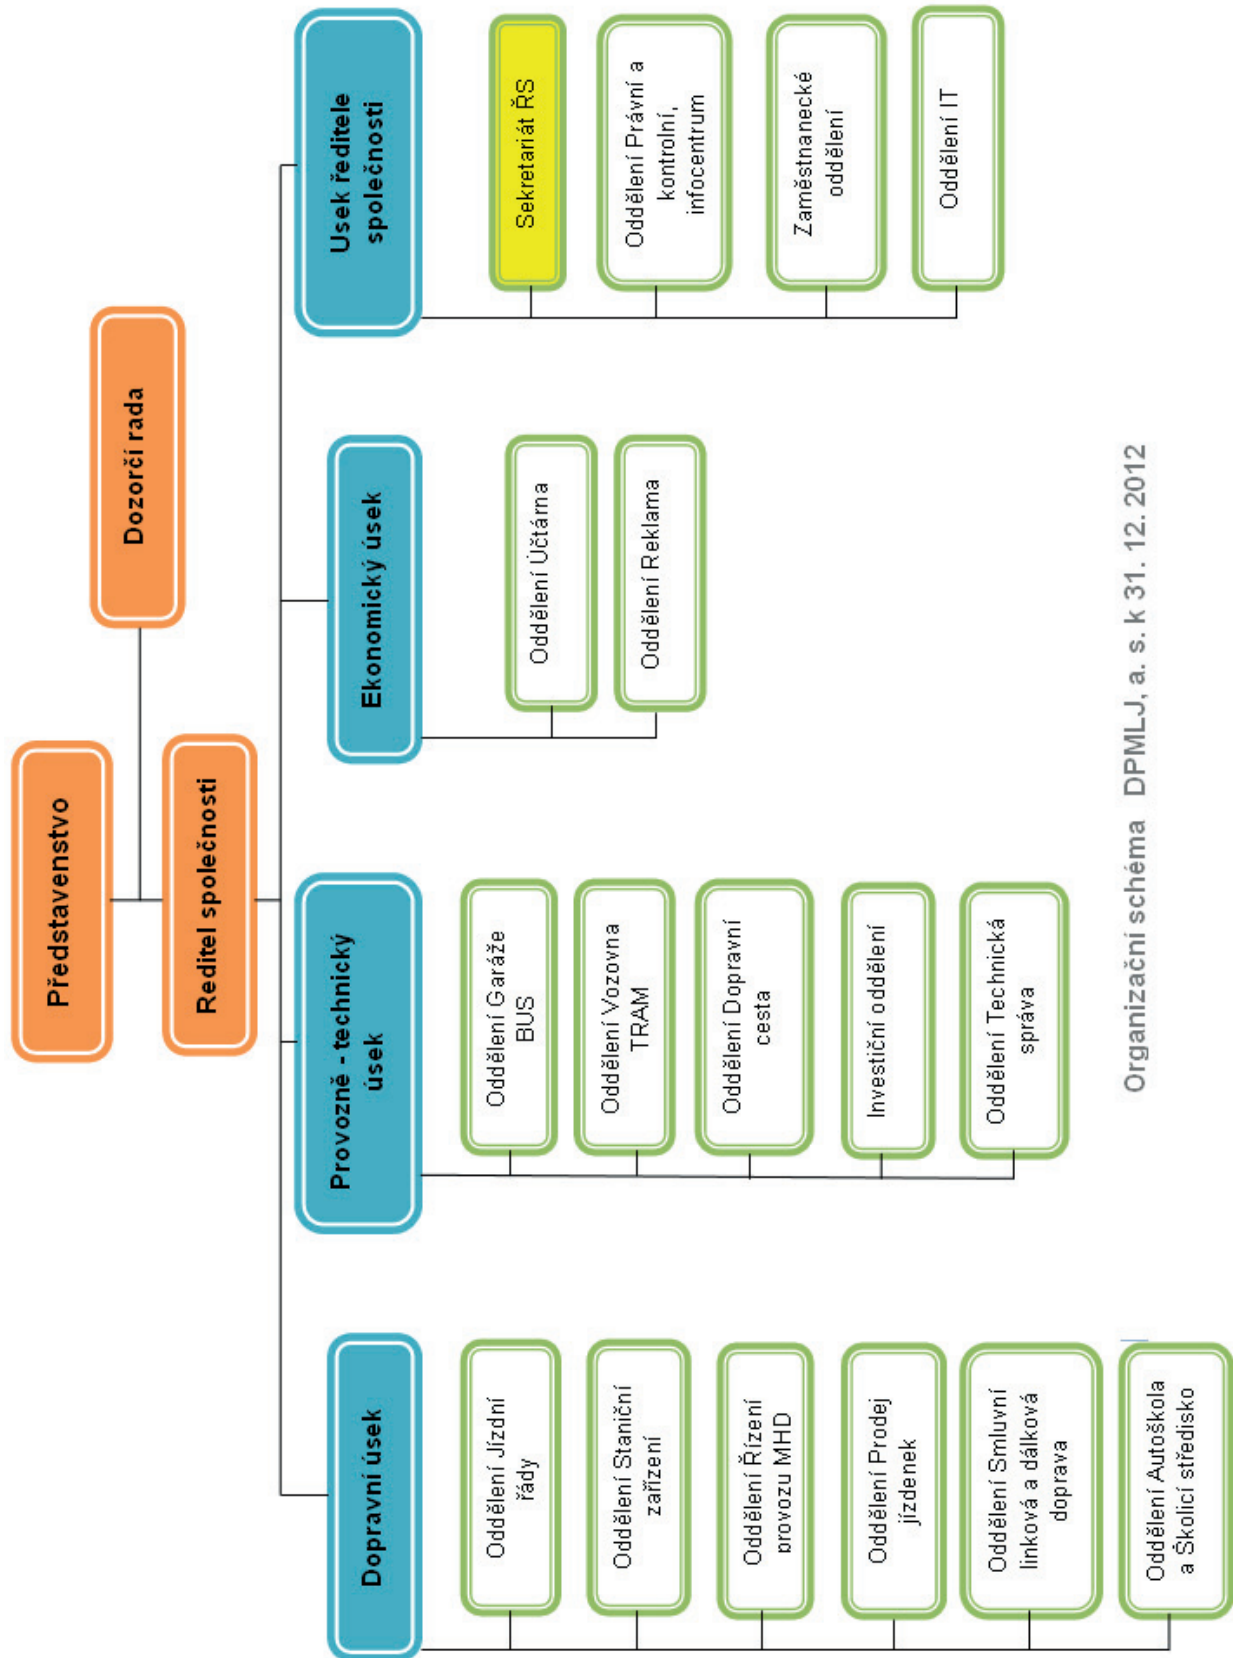 Představenstvo
Dozorčí rada
Reditel společnosti
Dopravní úsek
Oddělení Jízdní
řády
Oddělení Staniční
zařízení
Oddělení Řízení
provozu MHD
Oddělení Prodej
jízdenek
Oddělení Smluvní
linková a dálková
doprava
Oddělení Autoškola
a Školicí středisko
Provozně - technický
úsek
Oddělení Garáže
BUS
Oddělení Vozovna
TRAM
Oddělení Dopravní
cesta
Investiční oddělení
Oddělení Technická
správa
Ekonomický úsek
Oddělení Účtárna
Oddělení Reklama
Usek ředitele
společnosti
Sekretariát ŘS
Oddělení Právní a
kontrolní,
infocentrum
Zaměstnanecké
oddělení
Oddělení IT
Organizační schéma DPMLJ, a. s. k 31. 12. 2012